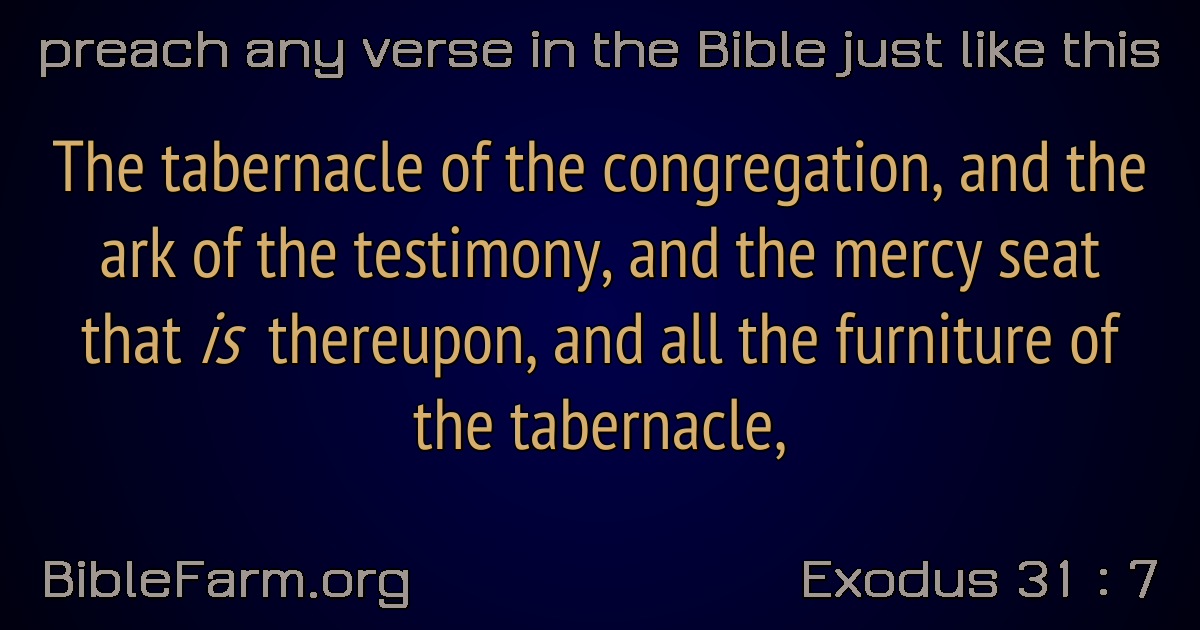 preach any verse in the Bible just like this
The tabernacle of the congregation, and the
ark of the testimony, and the mercy seat
that is thereupon, and all the furniture of
the tabernacle,
BibleFarm.org
Exodus 31 : 7